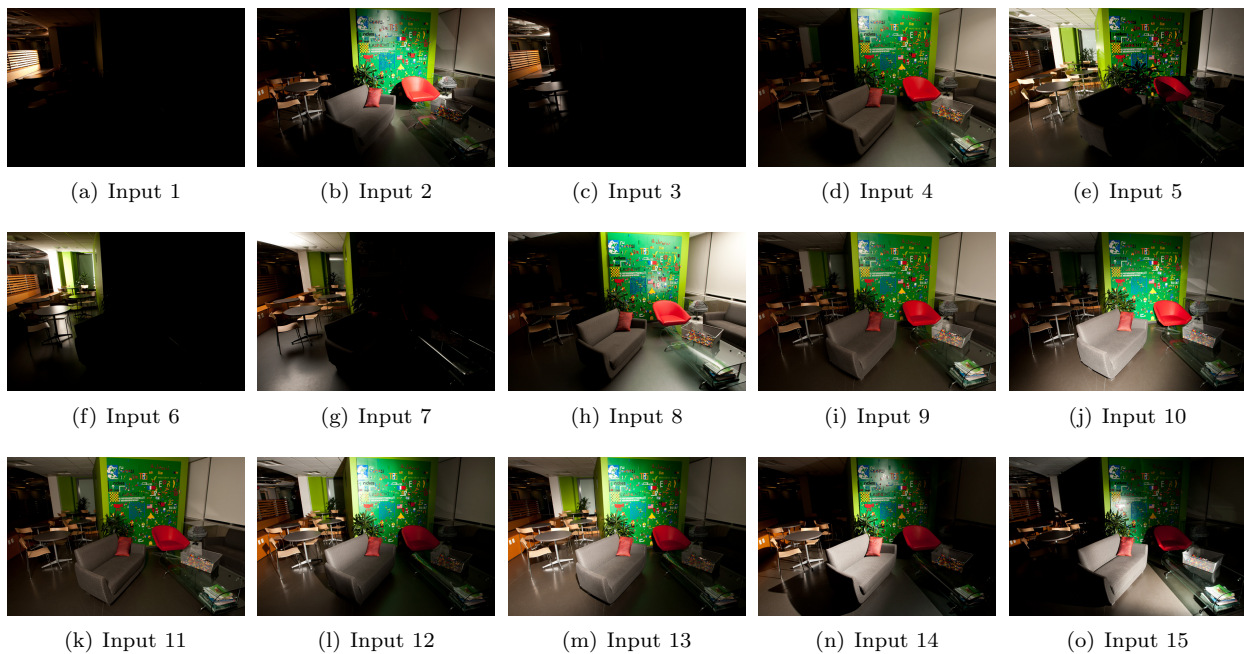 (a) Input 1
(b) Input 2
(c) Input 3
(d) Input 4
(e) Input 5
(f) Input 6
(g) Input 7
(h) Input 8
(i) Input 9
(j) Input 10
(k) Input 11
(l) Input 12
(m) Input 13
(n) Input 14
(o) Input 15